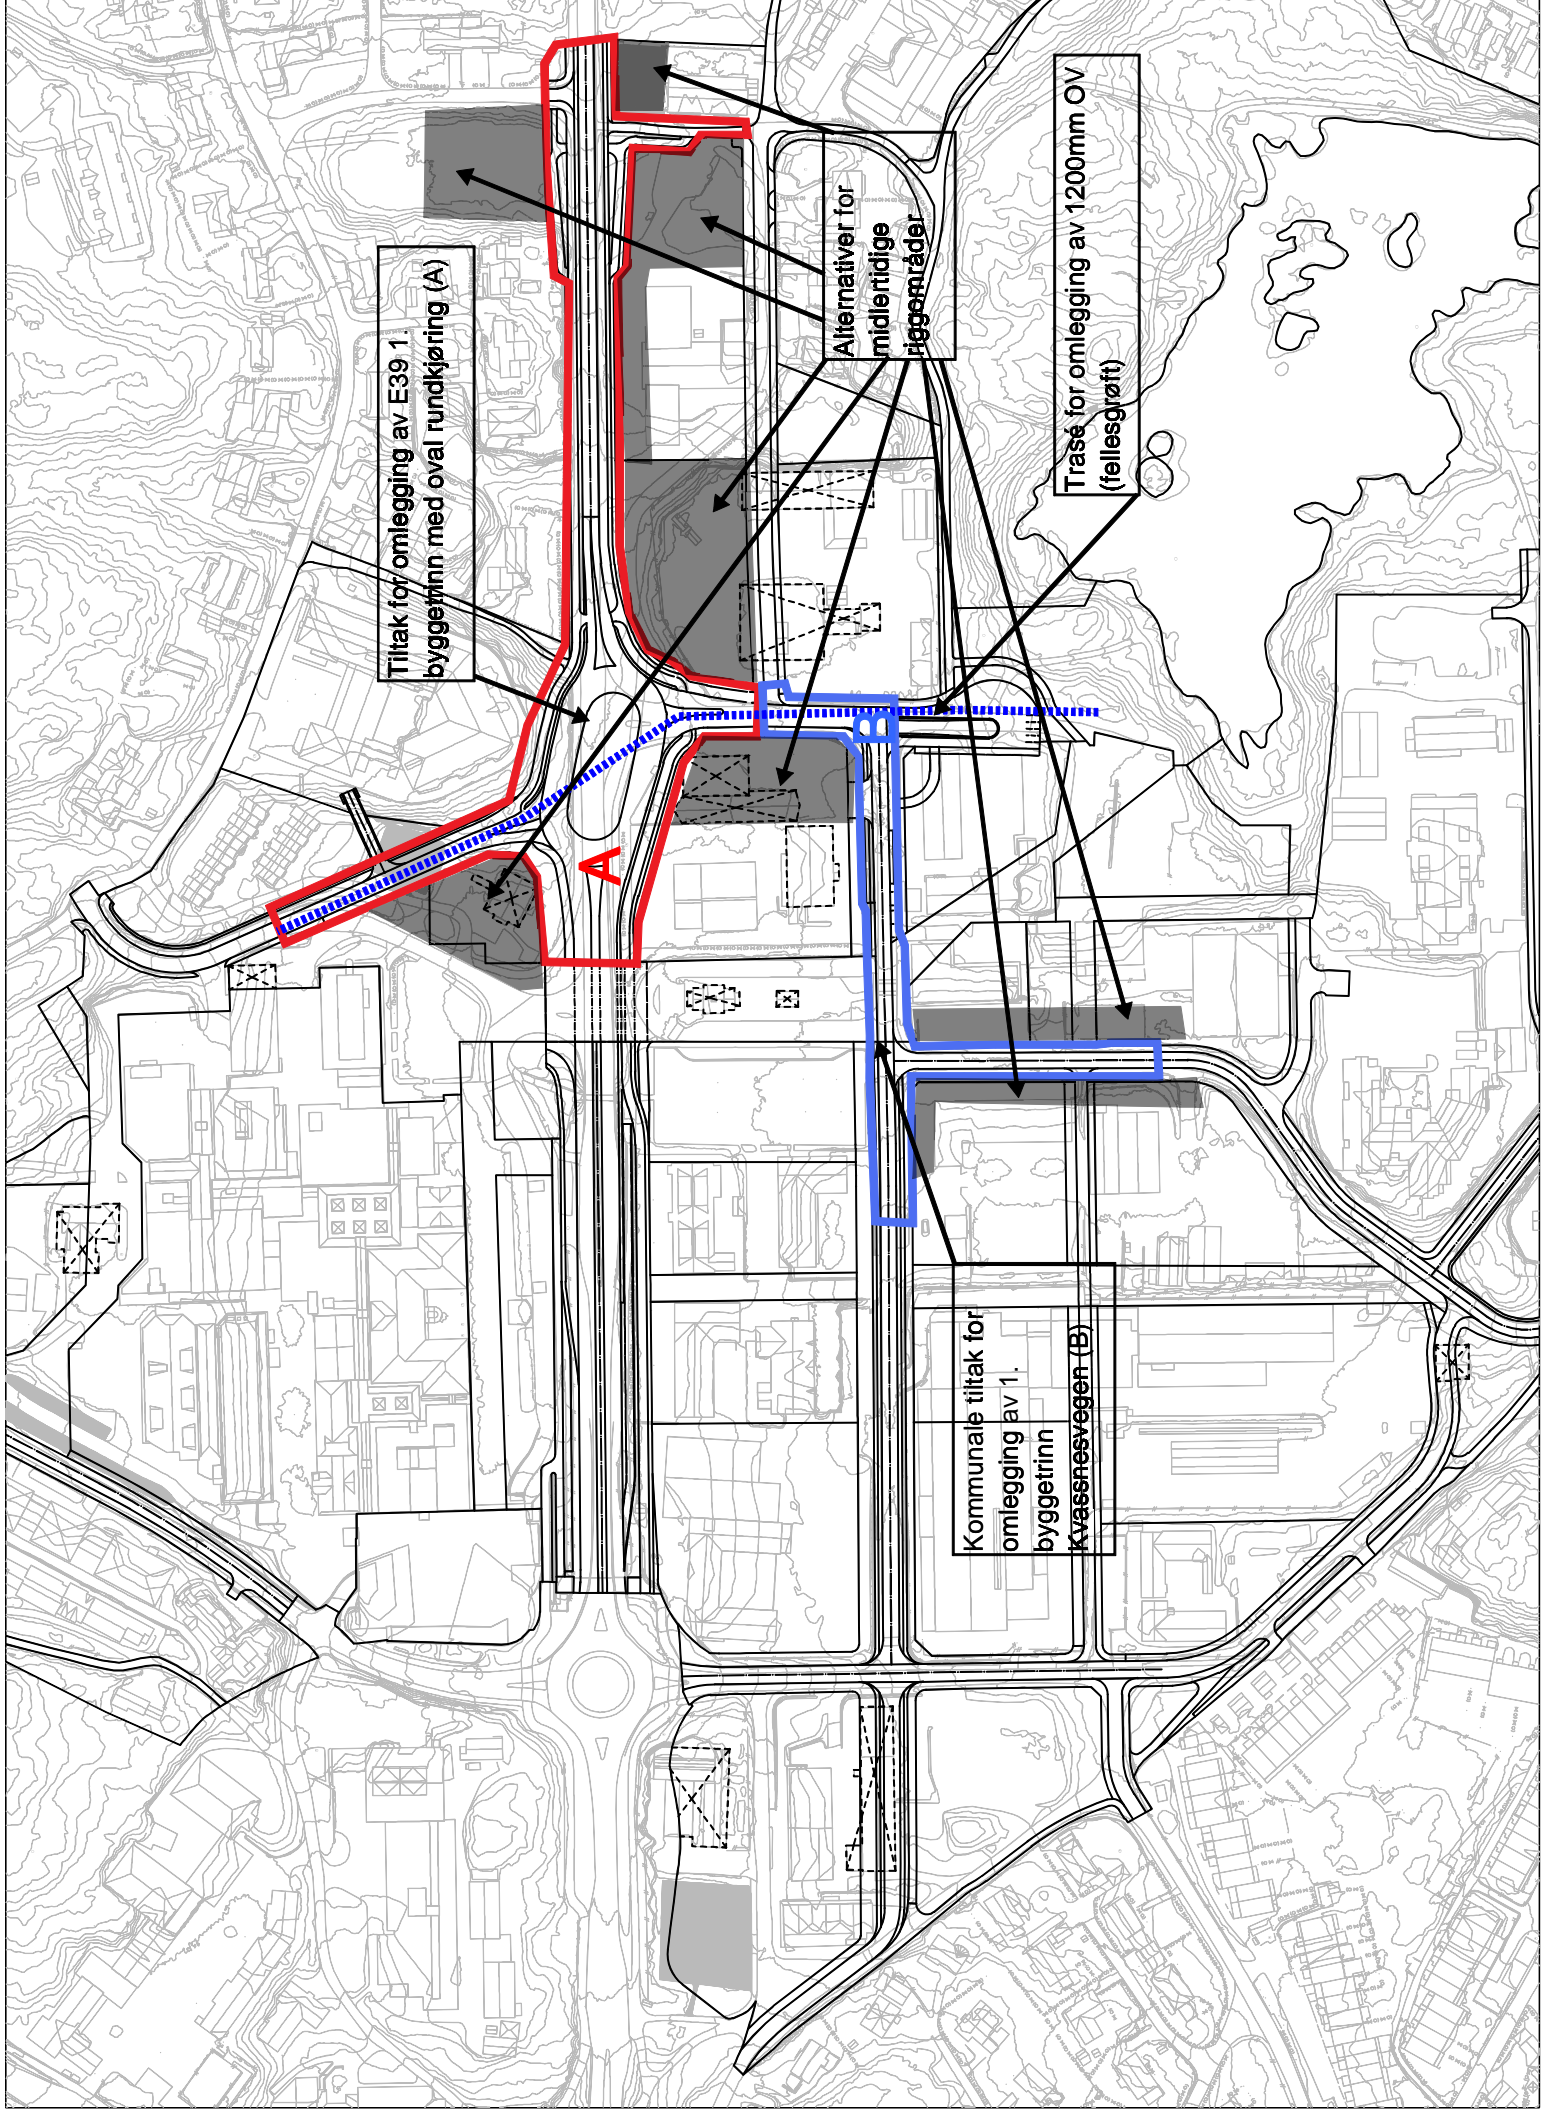 Tiltak for omlegging av E39 1.
byggetrinn med oval rundkjøring (A)
Alternativer for
midlertidige
riggområder
Trasé for omlegging av 1200mm OV
(fellesgrøft)
A
B
Kommunale tiltak for
omlegging av 1.
byggetrinn
Kvassnesvegen (B)